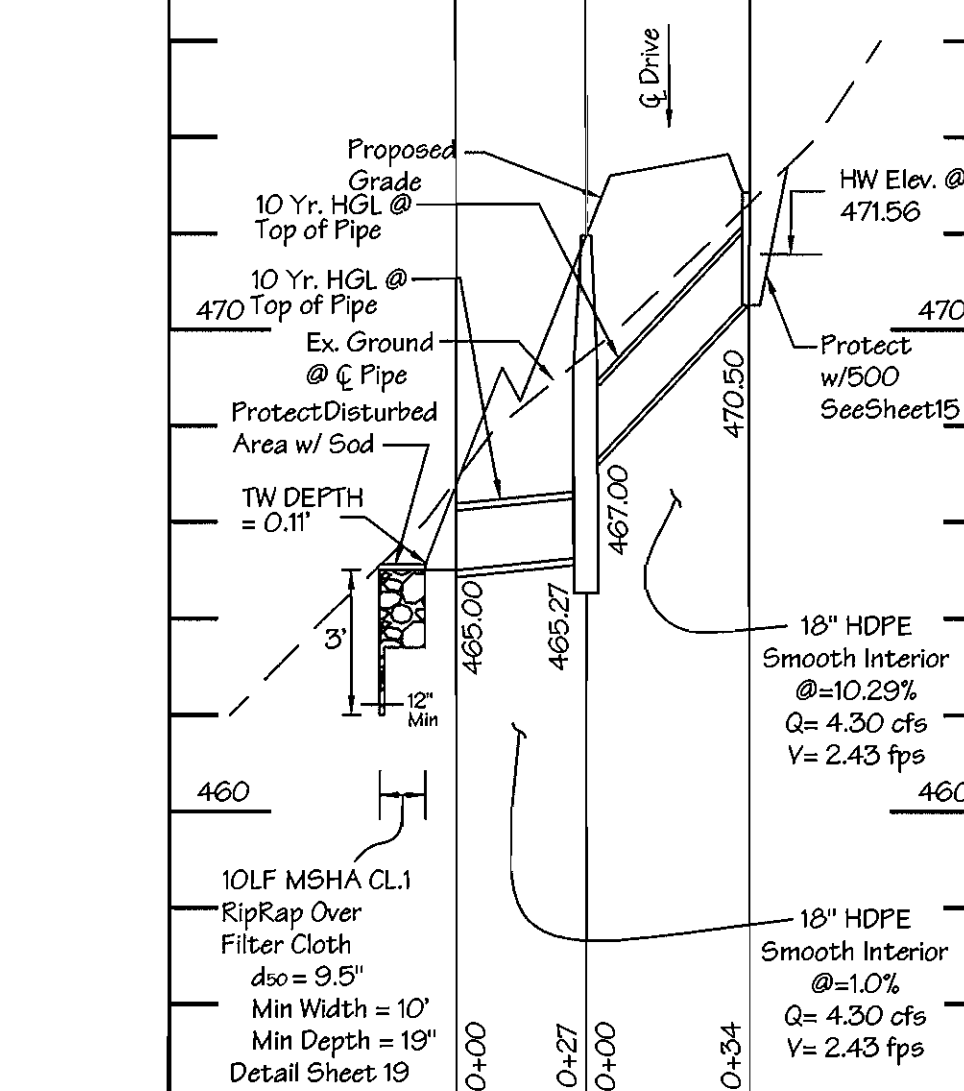 ℄ Drive
Proposed
Grade
10 Yr. HGL @
Top of Pipe
HW Elev. @
471.56
10 Yr. HGL @
Top of Pipe
470
470
Ex. Ground
@ ℄ Pipe
Protect
w/500
SeeSheet15
470.50
ProtectDisturbed
Area w/ Sod
TW DEPTH
= 0.11'
467.00
465.00
465.27
3'
12"
Min
18" HDPE
Smooth Interior
@=10.29%
Q= 4.30 cfs
V= 2.43 fps
460
460
10LF MSHA CL.1
RipRap Over
Filter Cloth
d50 = 9.5"
Min Width = 10'
Min Depth = 19"
Detail Sheet 19
18" HDPE
Smooth Interior
@=1.0%
Q= 4.30 cfs
V= 2.43 fps
0+00
0+27
0+00
0+34